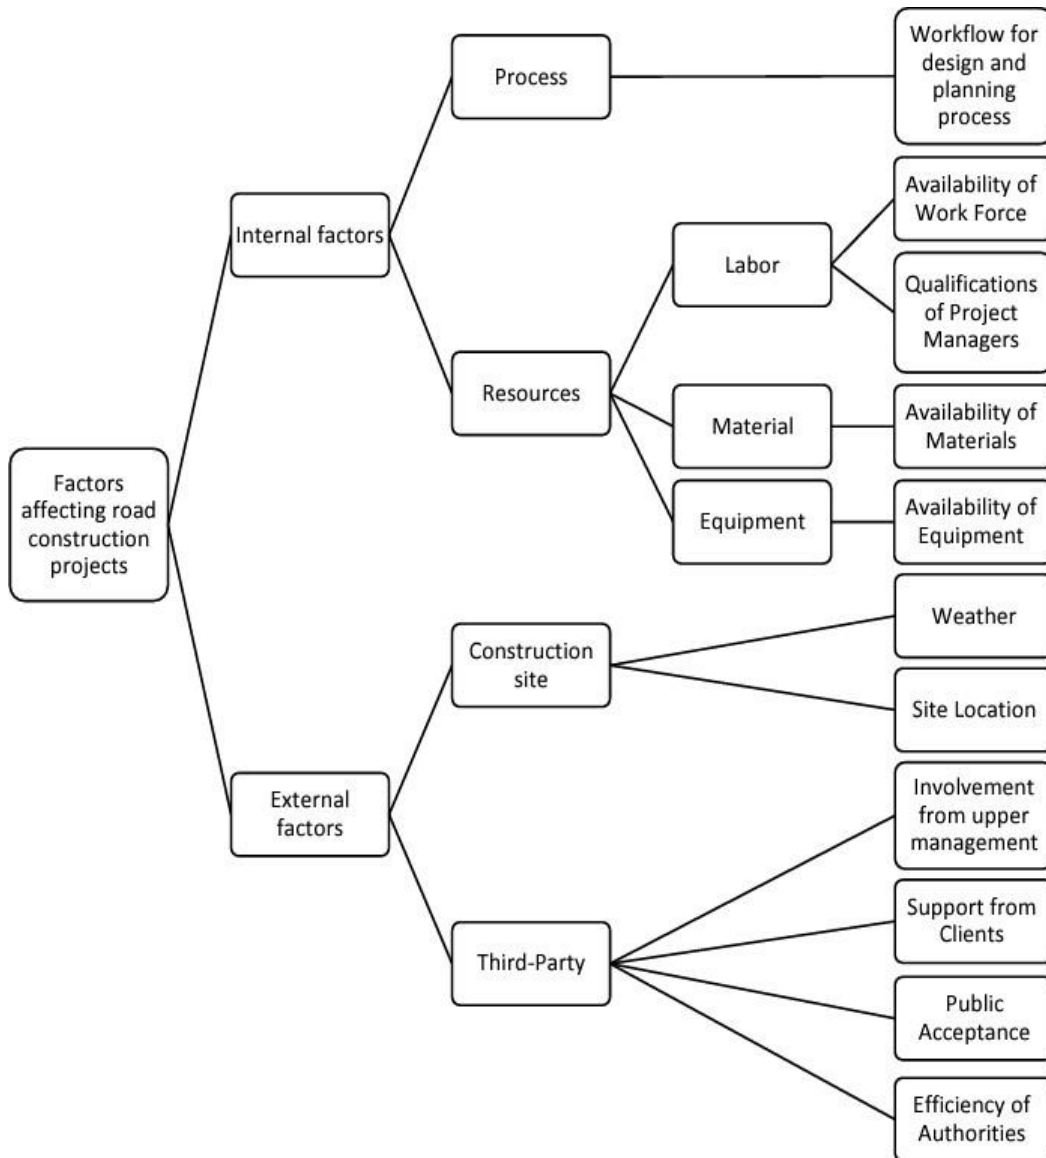 Factors
affecting road
construction
projects
Internal factors
External
factors
Process
Resources
Construction
site
Third-Party
Labor
Material
Equipment
Workflow for
design and
planning
process
Availability of
Work Force
Qualifications
of Project
Managers
Availability of
Materials
Availability of
Equipment
Weather
Site Location
Involvement
from upper
management
Support from
Clients
Public
Acceptance
Efficiency of
Authorities